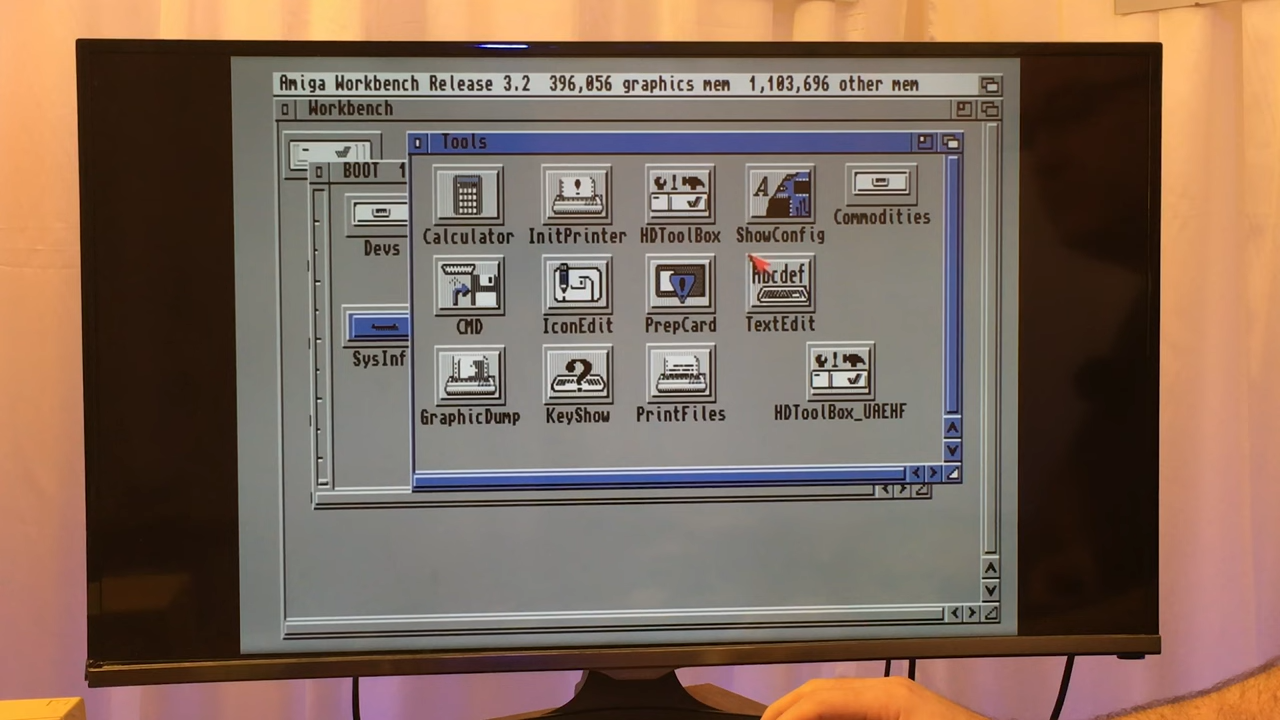 Amiga Workbench Release 3.2 396,056 graphics mem 1,103,696 other mem
Workbench
Tools
BOOT 1
Calculator InitPrinter HDToolBox ShowConfig Commodities
Devs
Abcdef
CMD IconEdit PrepCard TextEdit
SysInf
GraphicDump KeyShow PrintFiles HDToolBox_UAEHF